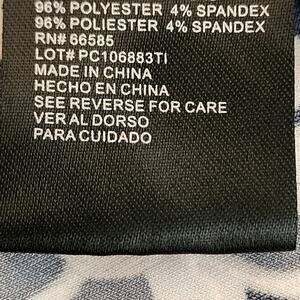 96% POLYESTER 4% SPANDEX
96% POLIESTER 4% SPANDEX
RN# 66585
LOT# PC106883TI
MADE IN CHINA
HECHO EN CHINA
SEE REVERSE FOR CARE
VER AL DORSO
PARA CUIDADO